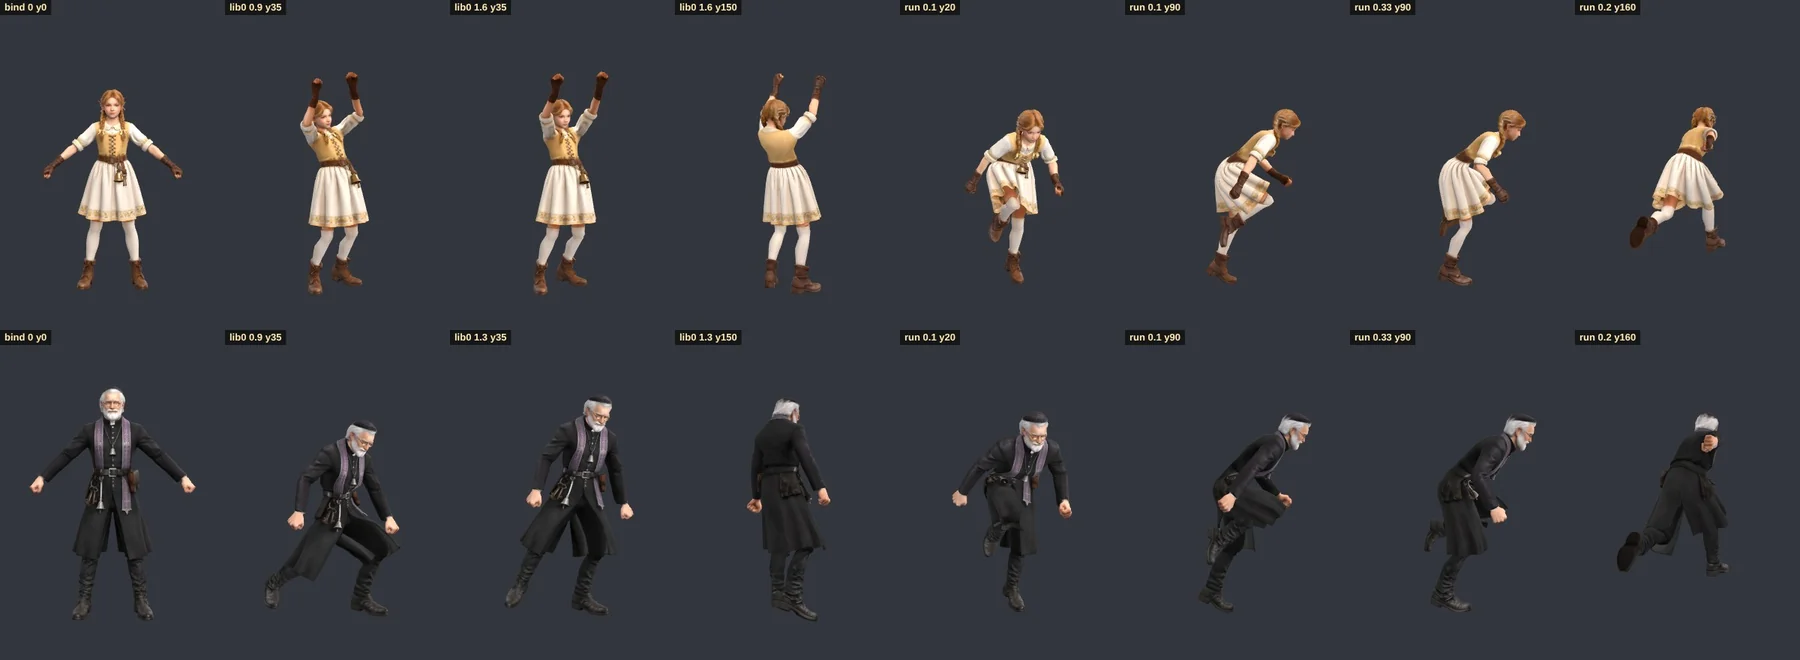 bind 0 y0
lib0 0.9 y35
lib0 1.6 y35
lib0 1.6 y150
run 0.1 y20
run 0.1 y90
run 0.33 y90
run 0.2 y160
bind 0 y0
lib0 0.9 y35
lib0 1.3 y35
lib0 1.3 y150
run 0.1 y20
run 0.1 y90
run 0.33 y90
run 0.2 y160